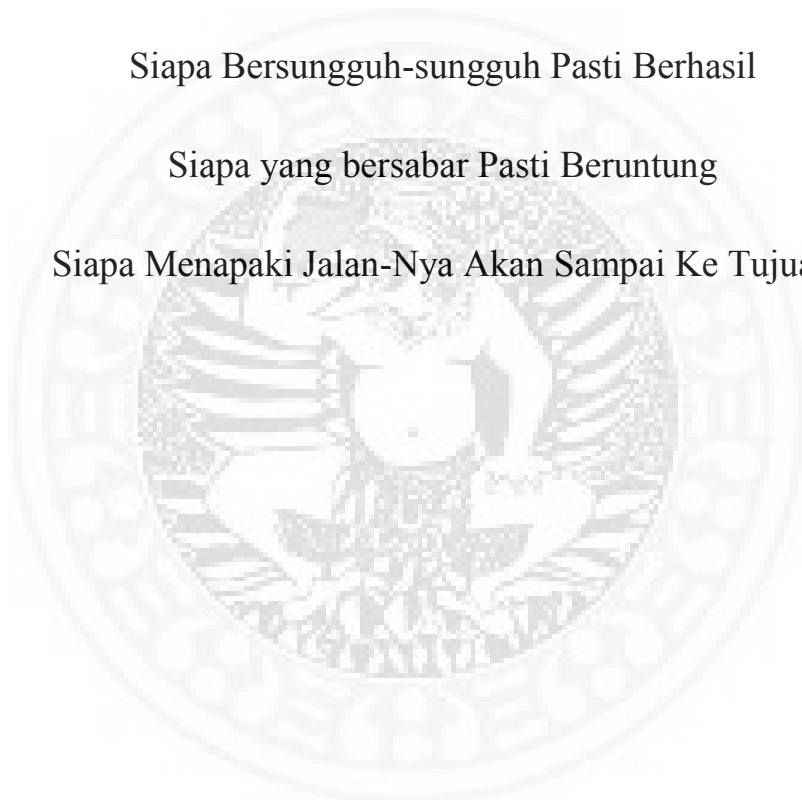 Siapa Bersungguh-sungguh Pasti Berhasil
Siapa yang bersabar Pasti Beruntung
Siapa Menapaki Jalan-Nya Akan Sampai Ke Tujua